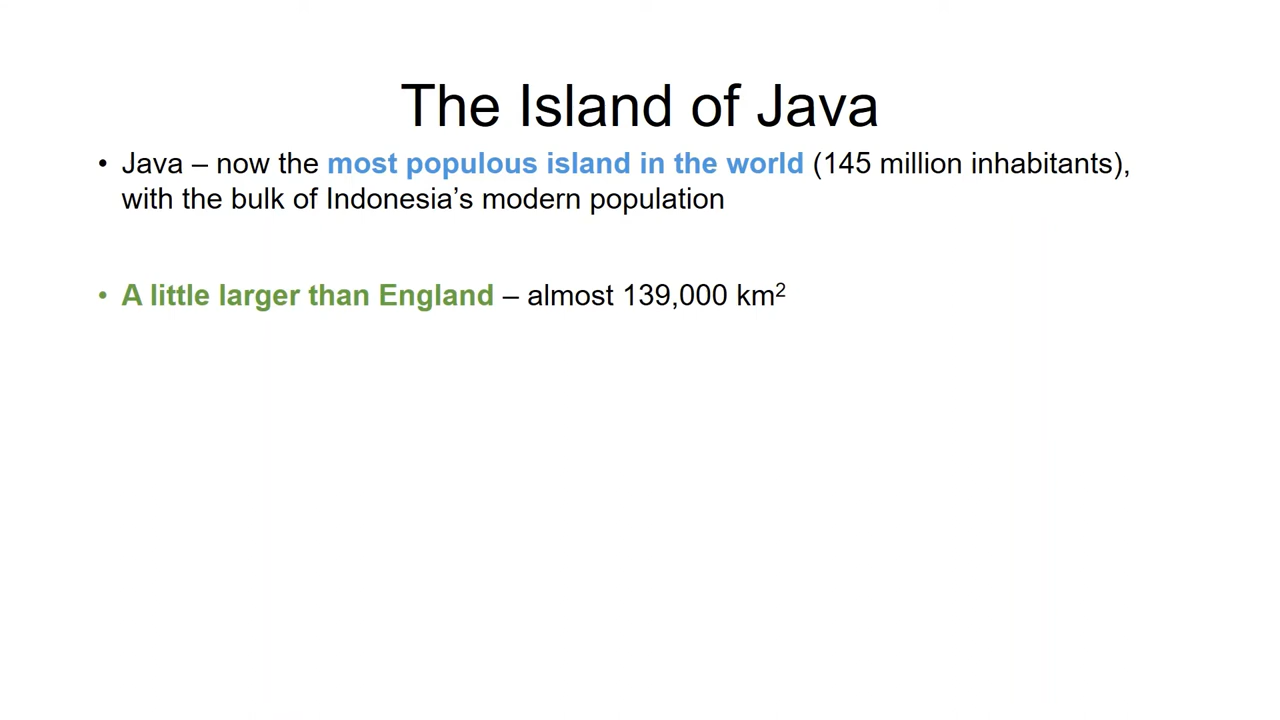 The Island of Java
• Java – now the most populous island in the world (145 million inhabitants),
with the bulk of Indonesia’s modern population
• A little larger than England – almost 139,000 km²